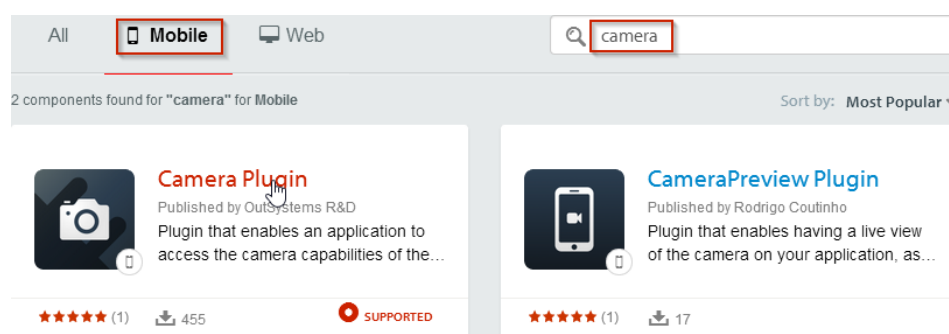 All Mobile Web camera
2 components found for "camera" for Mobile Sort by: Most Popular
Camera Plugin
Published by OutSystems R&D
Plugin that enables an application to
access the camera capabilities of the...
(1) 455 SUPPORTED
CameraPreview Plugin
Published by Rodrigo Coutinho
Plugin that enables having a live view
of the camera on your application, as...
(1) 17